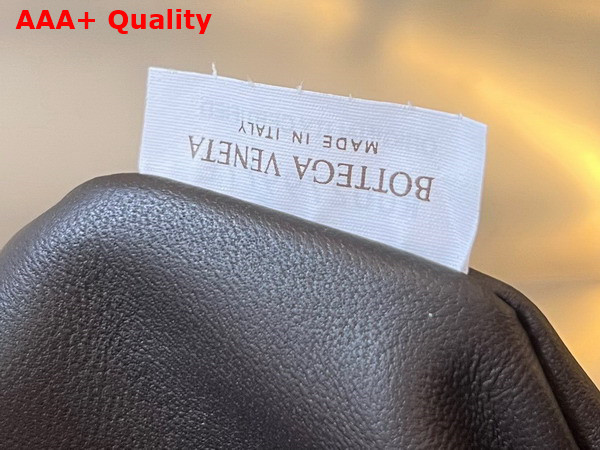 AAA+ Quality
BOTTEGA VENETA
MADE IN ITALY